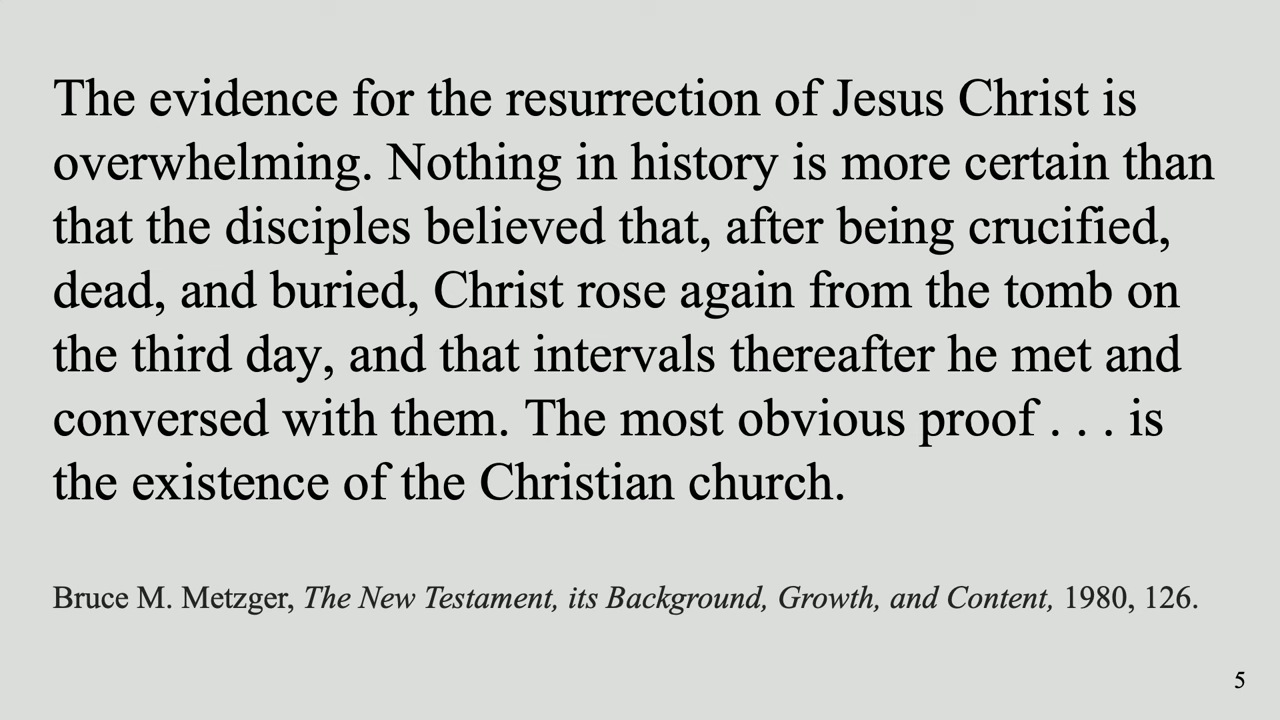 The evidence for the resurrection of Jesus Christ is
overwhelming. Nothing in history is more certain than
that the disciples believed that, after being crucified,
dead, and buried, Christ rose again from the tomb on
the third day, and that intervals thereafter he met and
conversed with them. The most obvious proof . . . is
the existence of the Christian church.
Bruce M. Metzger, The New Testament, its Background, Growth, and Content, 1980, 126.
5